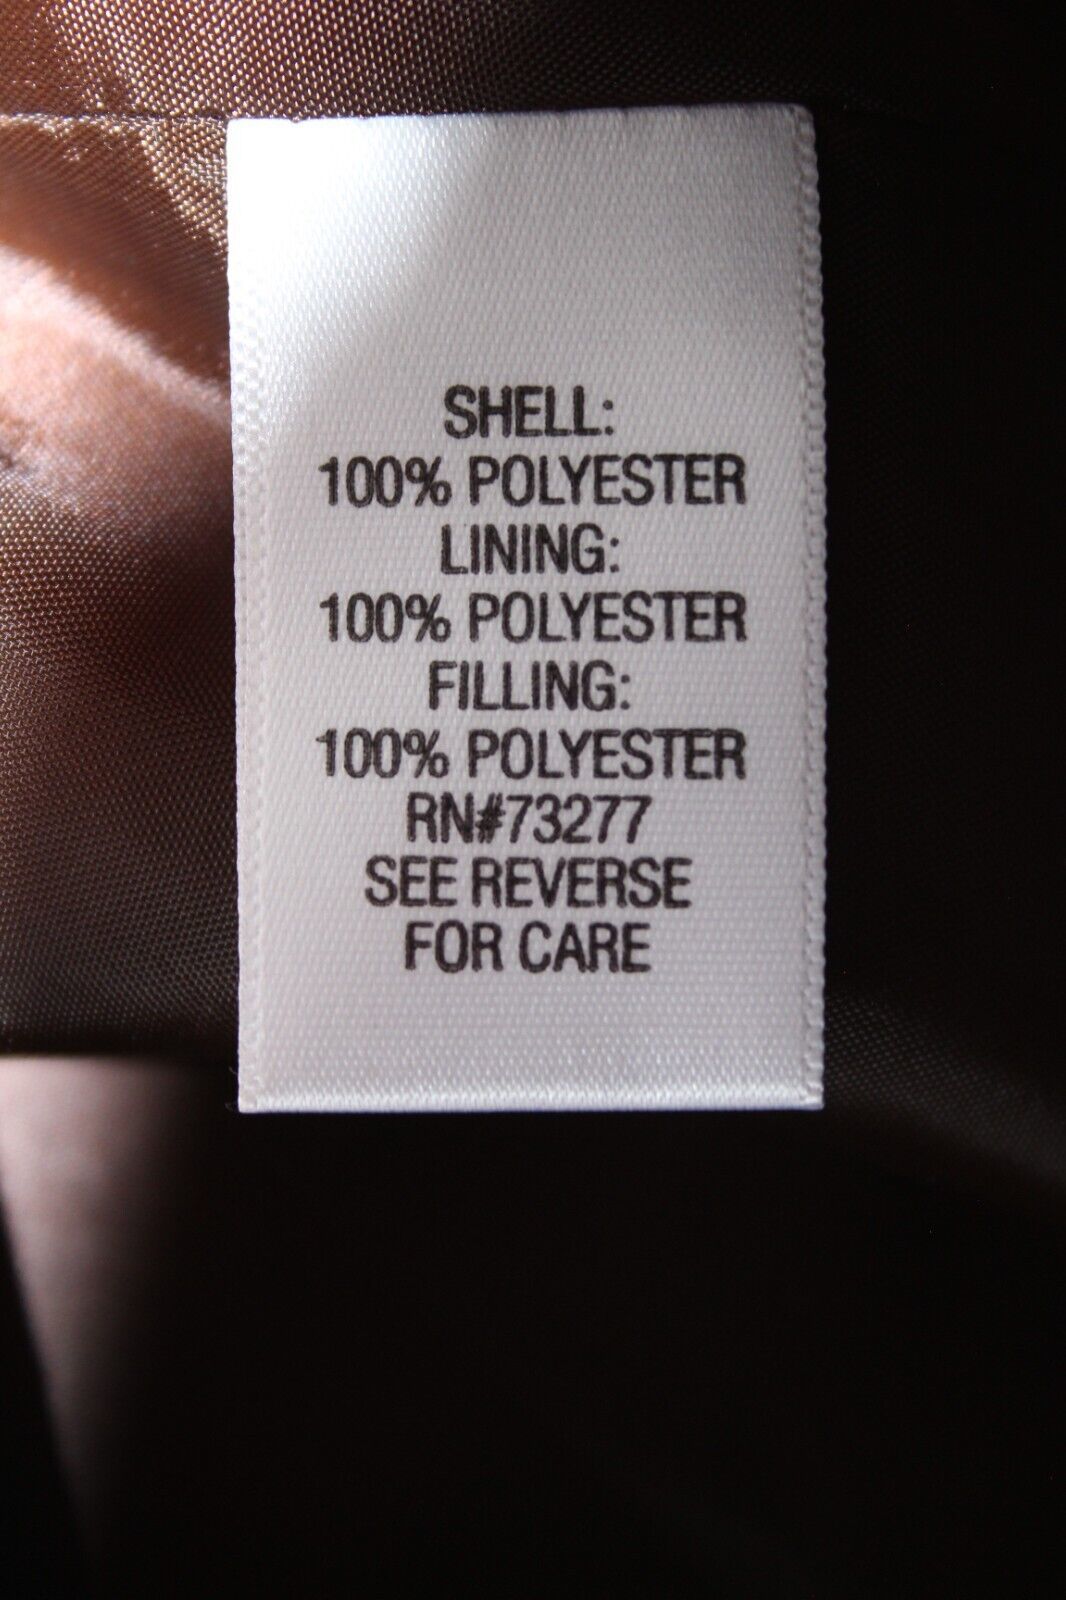 SHELL:
100% POLYESTER
LINING:
100% POLYESTER
FILLING:
100% POLYESTER
RN#73277
SEE REVERSE
FOR CARE